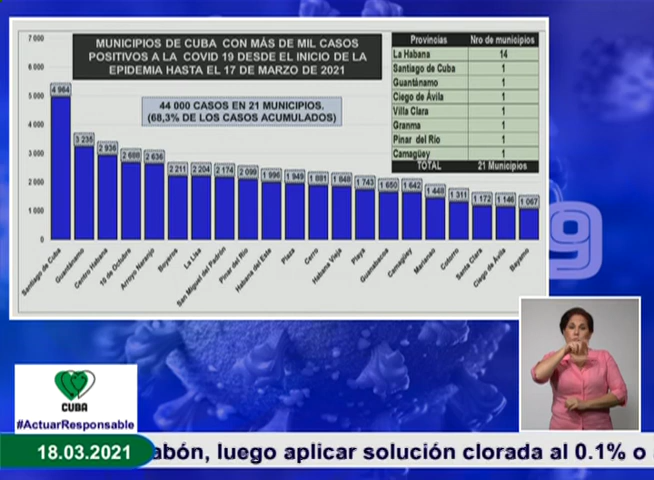 MUNICIPIOS DE CUBA CON MÁS DE MIL CASOS
POSITIVOS A LA COVID 19 DESDE EL INICIO DE LA
EPIDEMIA HASTA EL 17 DE MARZO DE 2021
44 000 CASOS EN 21 MUNICIPIOS.
(68,3% DE LOS CASOS ACUMULADOS)
Provincias Nro de municipios
La Habana 14
Santiago de Cuba 1
Guantánamo 1
Ciego de Ávila 1
Villa Clara 1
Granma 1
Pinar del Río 1
Camagüey 1
TOTAL 21 Municipios
7 000
6 000
5 000
4 000
3 000
2 000
1 000
0
4 964
3 235
2 936
2 688
2 636
2 211
2 204
2 174
2 099
1 996
1 949
1 881
1 848
1 743
1 650
1 642
1 448
1 311
1 172
1 146
1 067
Santiago de Cuba
Guantánamo
Centro Habana
10 de Octubre
Arroyo Naranjo
Boyeros
La Lisa
San Miguel del Padrón
Pinar del Río
Habana del Este
Plaza
Cerro
Habana Vieja
Playa
Guanabacoa
Camagüey
Marianao
Cotorro
Santa Clara
Ciego de Ávila
Bayamo
9
CUBA
#ActuarResponsable
18.03.2021
abón, luego aplicar solución clorada al 0.1% o